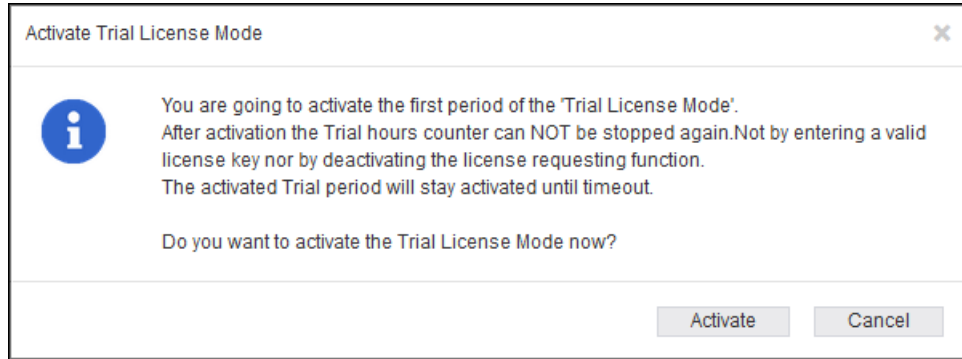 Activate Trial License Mode
You are going to activate the first period of the 'Trial License Mode'.
After activation the Trial hours counter can NOT be stopped again.Not by entering a valid
license key nor by deactivating the license requesting function.
The activated Trial period will stay activated until timeout.
Do you want to activate the Trial License Mode now?
Activate Cancel